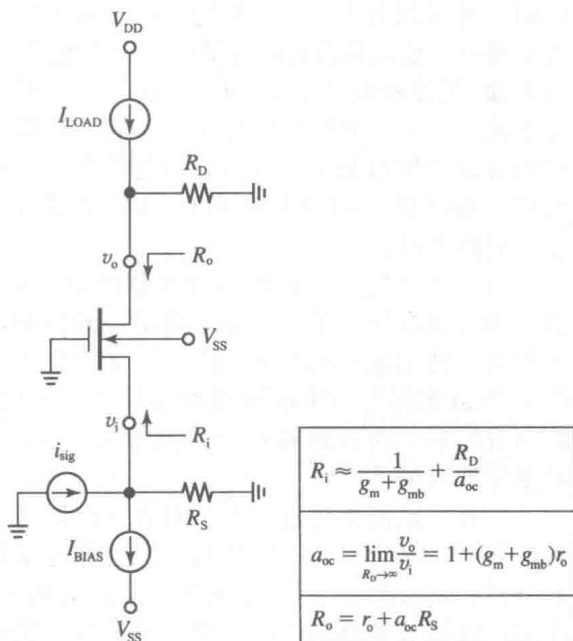 V_DD
I_LOAD
R_D
v_o
R_o
V_SS
v_i
R_i
i_sig
R_S
I_BIAS
V_SS
R_i ≈ 1/(g_m + g_mb) + R_D/a_oc
a_oc = lim_{R_D→∞} v_o/v_i = 1+(g_m + g_mb)r_o
R_o = r_o + a_oc R_S